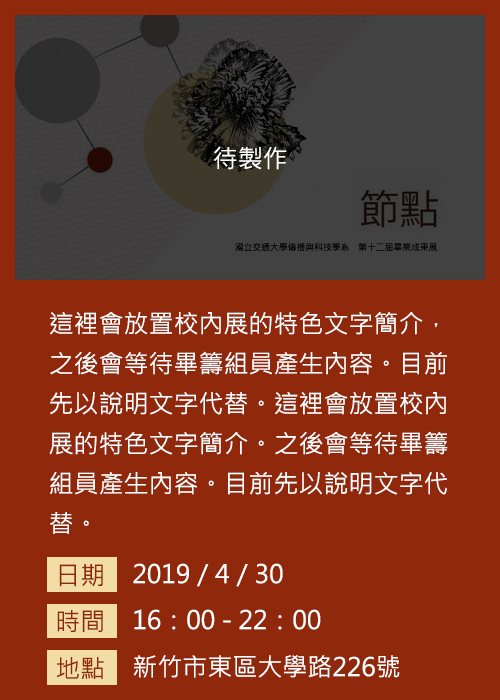 待製作
節點
國立交通大學傳播與科技學系 第十二屆畢業成果展
這裡會放置校內展的特色文字簡介，
之後會等待畢籌組員產生內容。目前
先以說明文字代替。這裡會放置校內
展的特色文字簡介。之後會等待畢籌
組員產生內容。目前先以說明文字代
替。
日期 2019 / 4 / 30
時間 16：00 - 22：00
地點 新竹市東區大學路226號